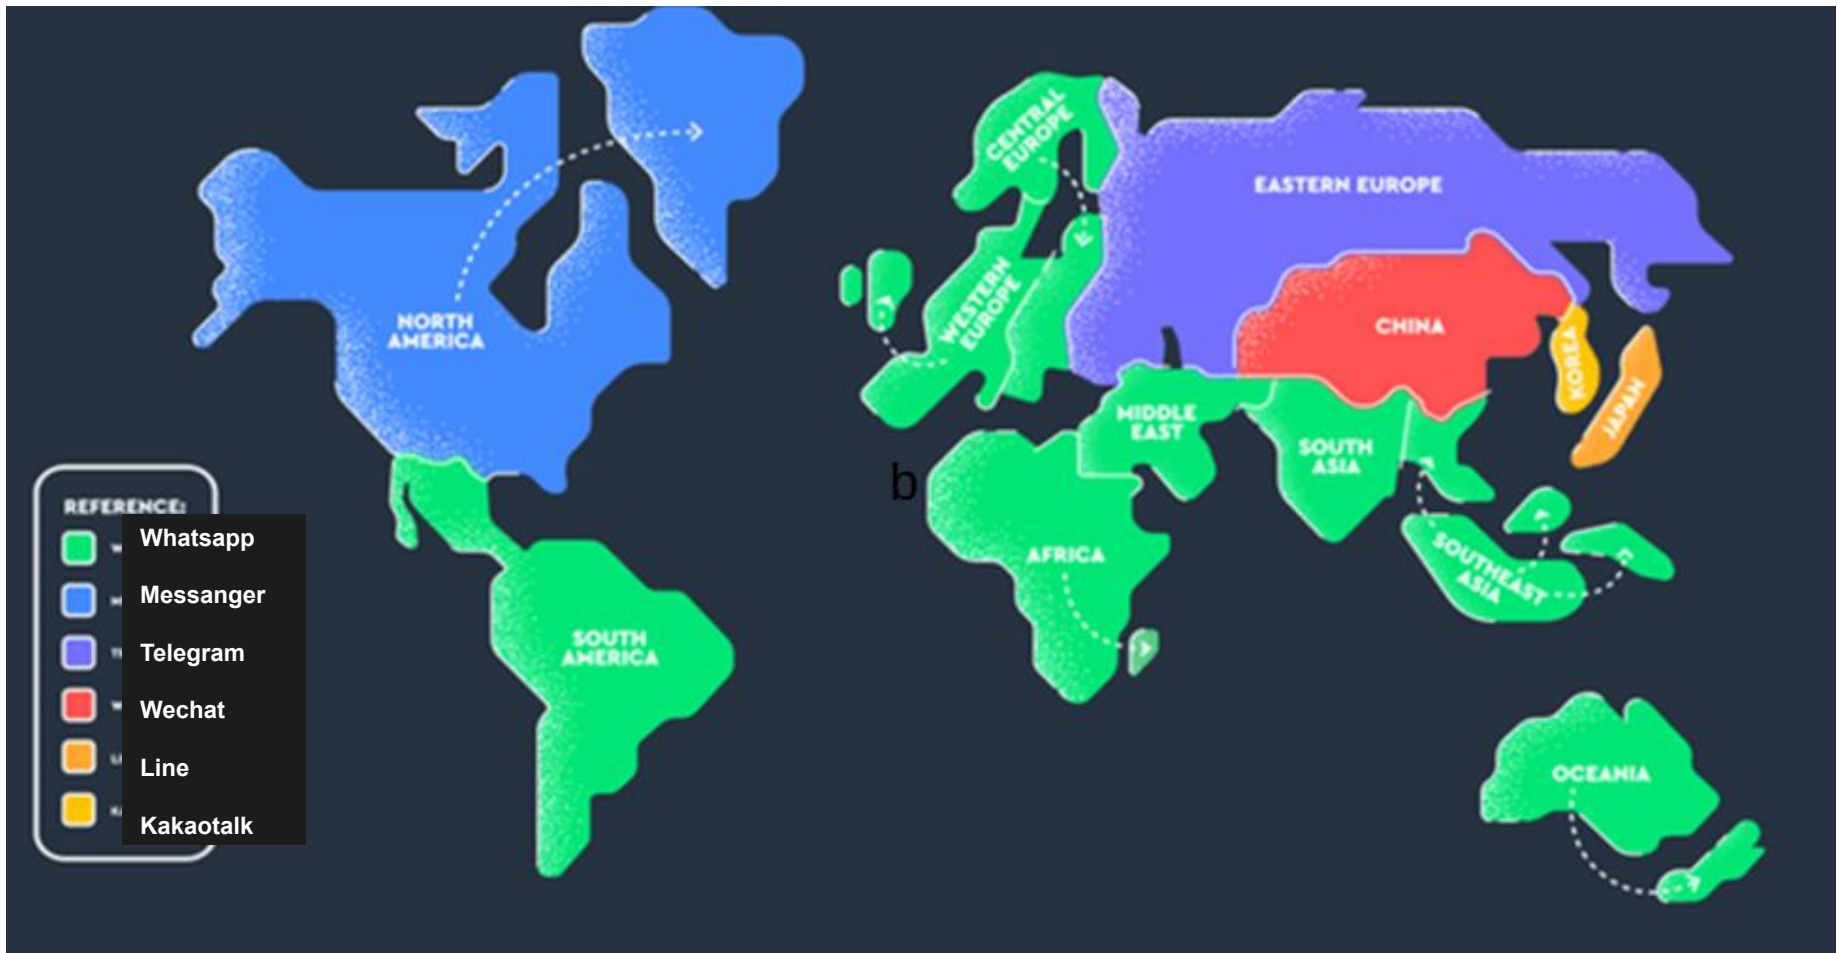 CENTRAL
EUROPE
EASTERN EUROPE
WESTERN
EUROPE
NORTH
AMERICA
CHINA
KOREA
JAPAN
MIDDLE
EAST
SOUTH
ASIA
b
REFERENCE:
Whatsapp
Messanger
Telegram
Wechat
Line
Kakaotalk
AFRICA
SOUTHEAST
ASIA
SOUTH
AMERICA
OCEANIA